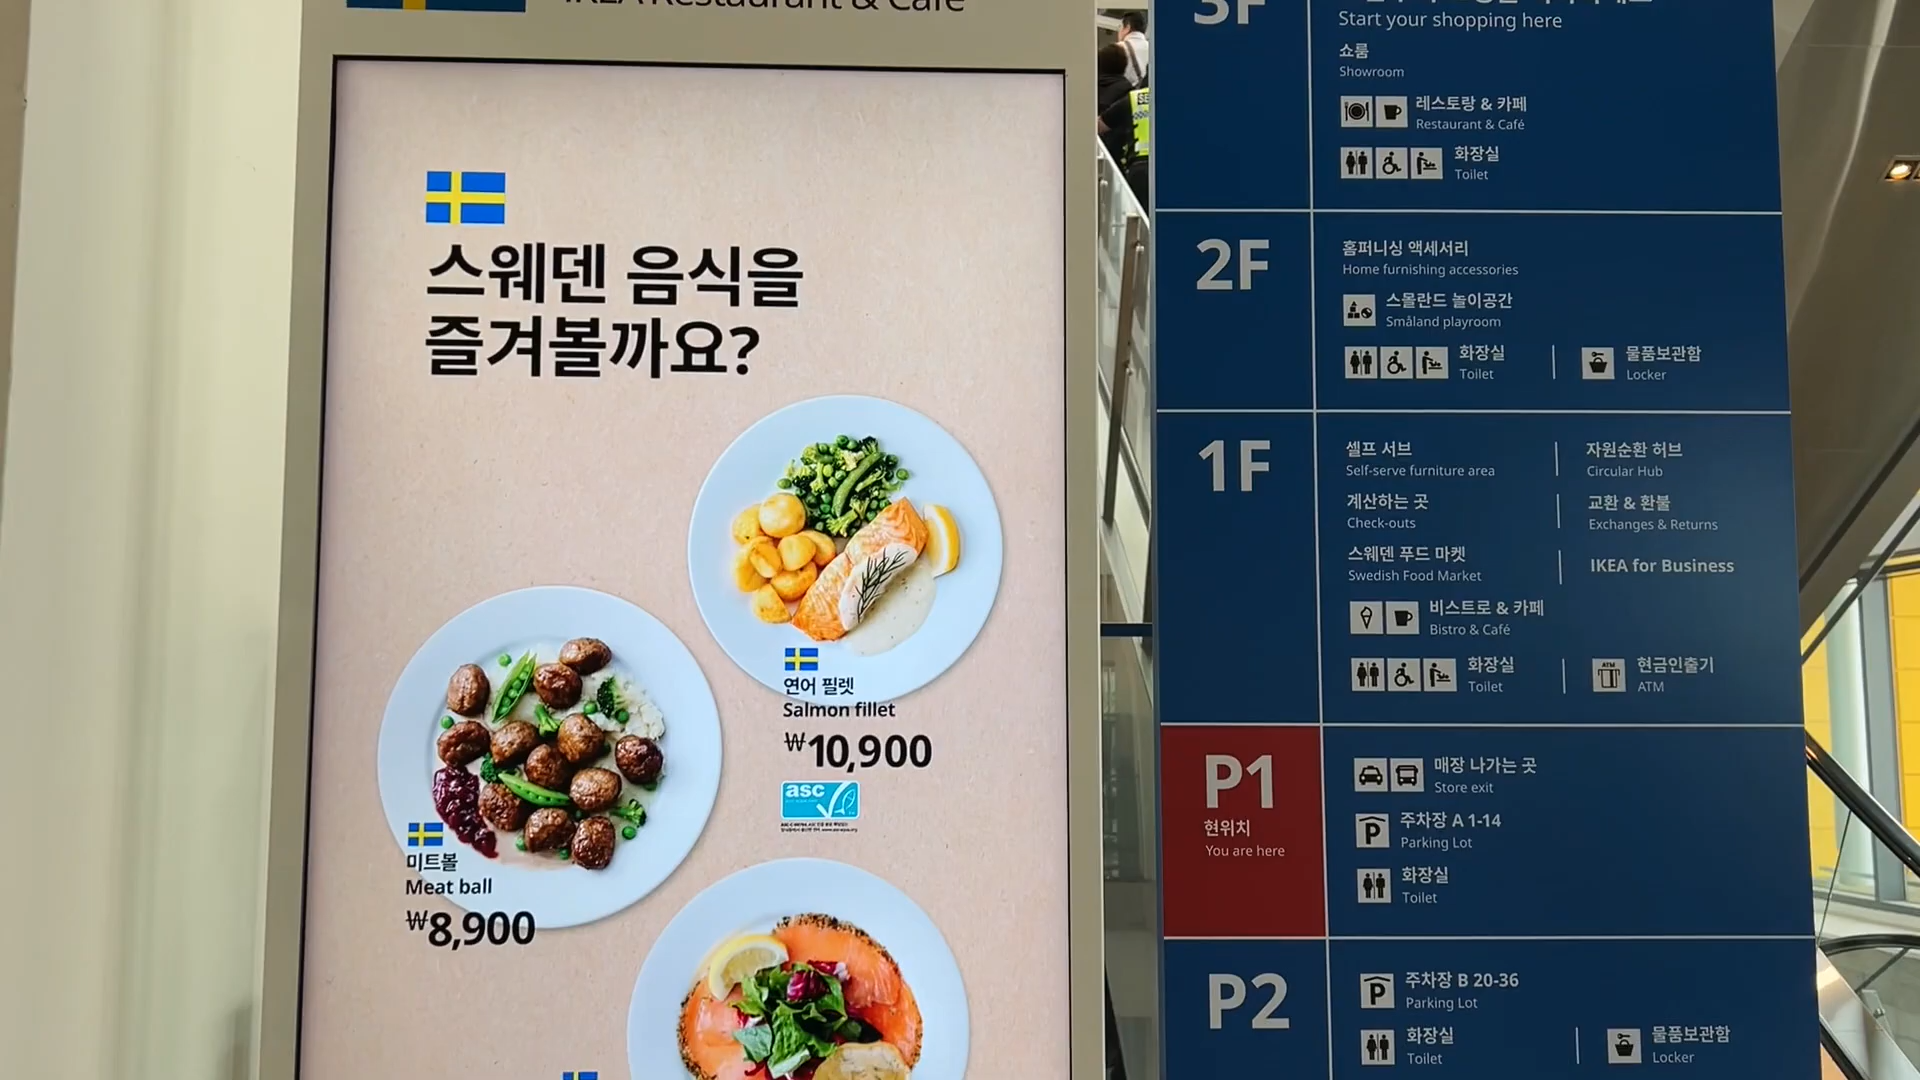 IKEA Restaurant & Café
스웨덴 음식을
즐겨볼까요?
연어 필렛
Salmon fillet
₩10,900
asc
미트볼
Meat ball
₩8,900
3F
Start your shopping here
쇼룸
Showroom
레스토랑 & 카페
Restaurant & Café
화장실
Toilet
2F
홈퍼니싱 액세서리
Home furnishing accessories
스몰란드 놀이공간
Småland playroom
화장실
Toilet
물품보관함
Locker
1F
셀프 서브
Self-serve furniture area
자원순환 허브
Circular Hub
계산하는 곳
Check-outs
교환 & 환불
Exchanges & Returns
스웨덴 푸드 마켓
Swedish Food Market
IKEA for Business
비스트로 & 카페
Bistro & Café
화장실
Toilet
ATM
현금인출기
ATM
P1
현위치
You are here
매장 나가는 곳
Store exit
P
주차장 A 1-14
Parking Lot
화장실
Toilet
P2
P
주차장 B 20-36
Parking Lot
화장실
Toilet
물품보관함
Locker